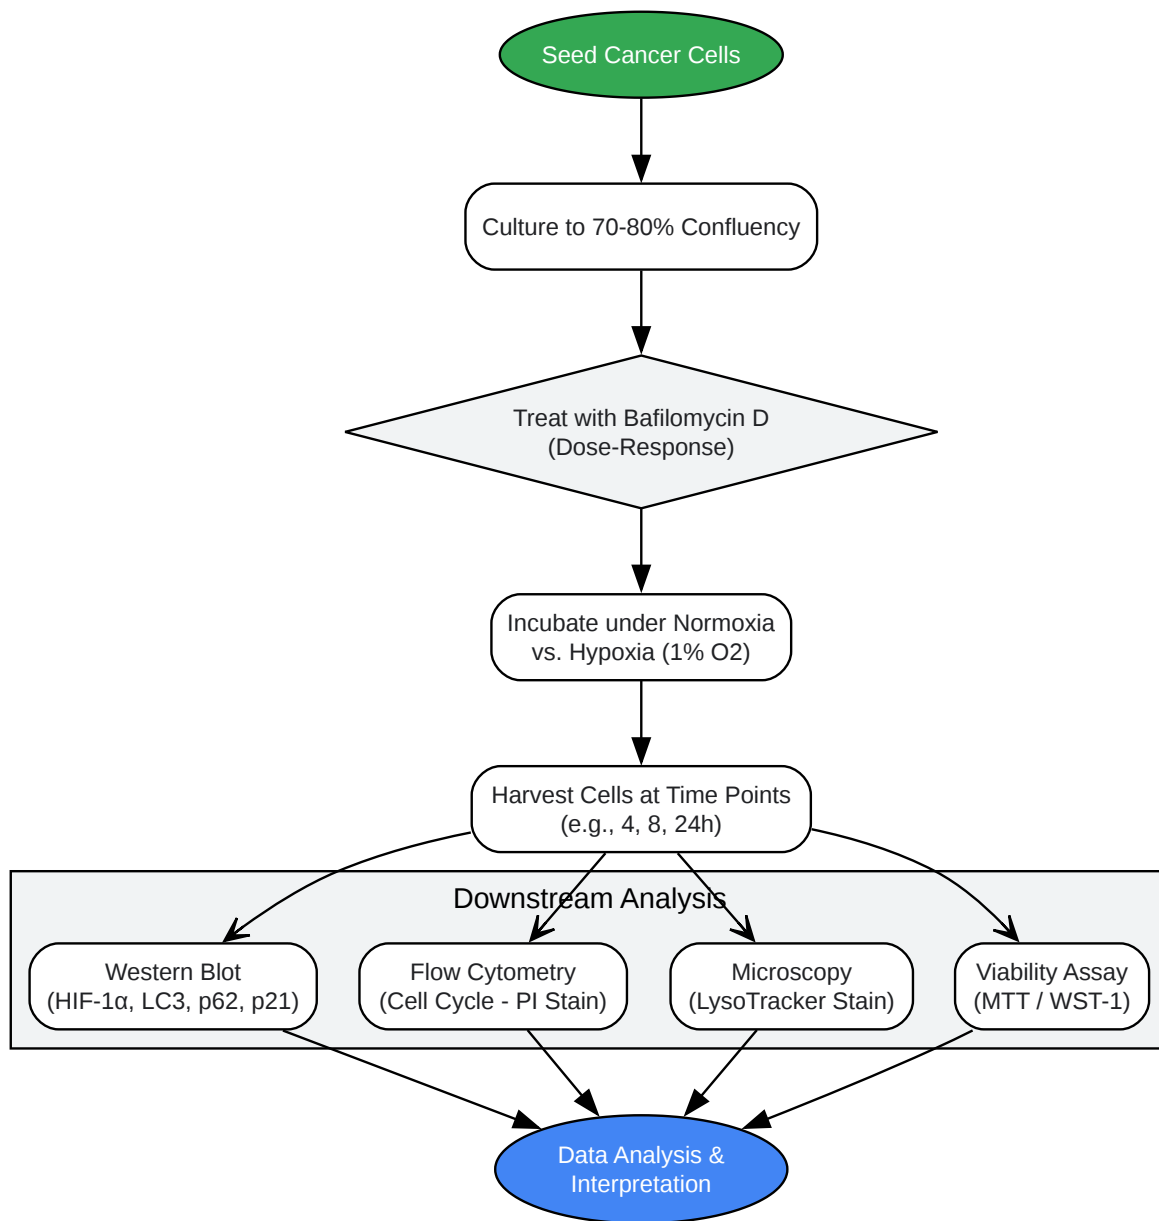 Seed Cancer Cells
Culture to 70-80% Confluency
Treat with Bafilomycin D
(Dose-Response)
Incubate under Normoxia
vs. Hypoxia (1% O2)
Harvest Cells at Time Points
(e.g., 4, 8, 24h)
Downstream Analysis
Western Blot
(HIF-1α, LC3, p62, p21)
Flow Cytometry
(Cell Cycle - PI Stain)
Microscopy
(LysoTracker Stain)
Viability Assay
(MTT / WST-1)
Data Analysis &
Interpretation